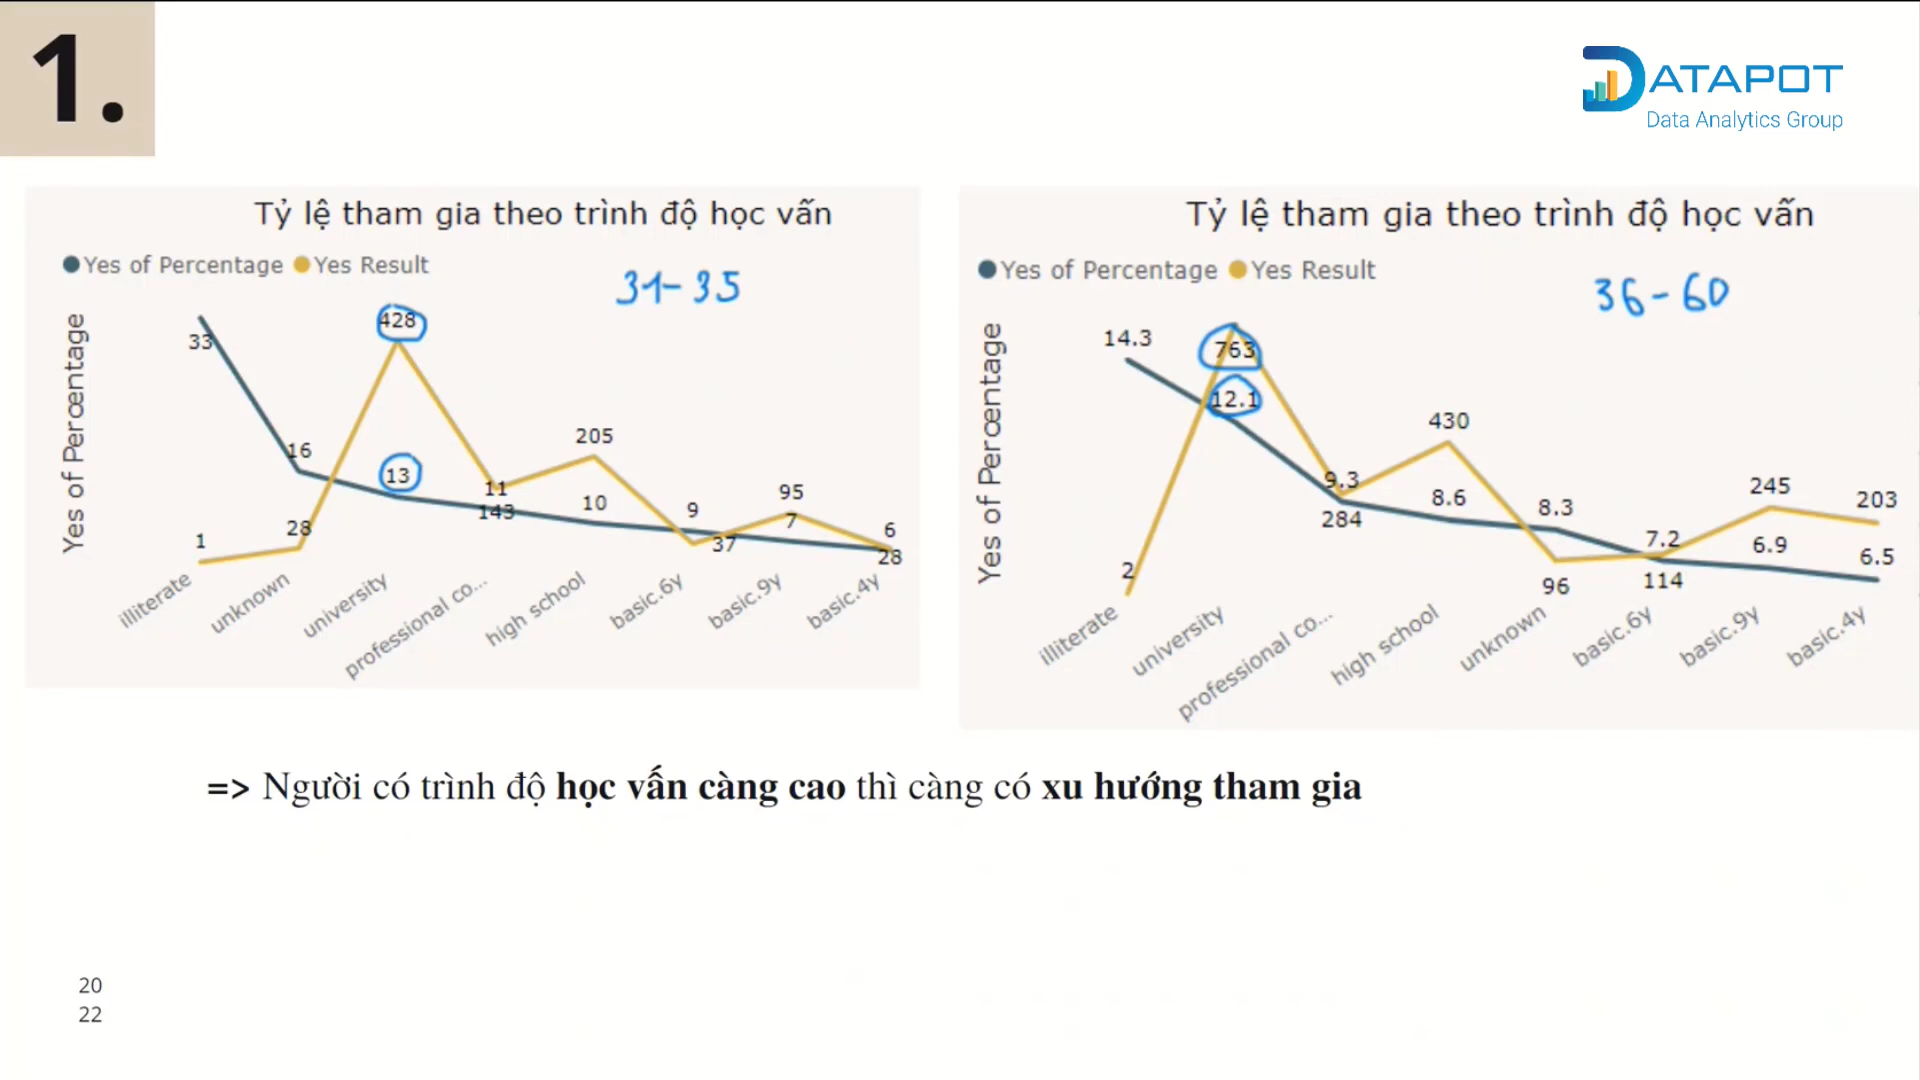 1.
DATAPOT
Data Analytics Group
Tỷ lệ tham gia theo trình độ học vấn
Yes of Percentage Yes Result
31-35
Yes of Percentage
33
16
428
13
11
143
205
10
9
37
95
7
6
28
1
28
illiterate
unknown
university
professional co...
high school
basic.6y
basic.9y
basic.4y
Tỷ lệ tham gia theo trình độ học vấn
Yes of Percentage Yes Result
36-60
Yes of Percentage
14.3
763
12.1
9.3
284
430
8.6
8.3
96
7.2
114
245
6.9
203
6.5
2
illiterate
university
professional co...
high school
unknown
basic.6y
basic.9y
basic.4y
=> Người có trình độ học vấn càng cao thì càng có xu hướng tham gia
20
22